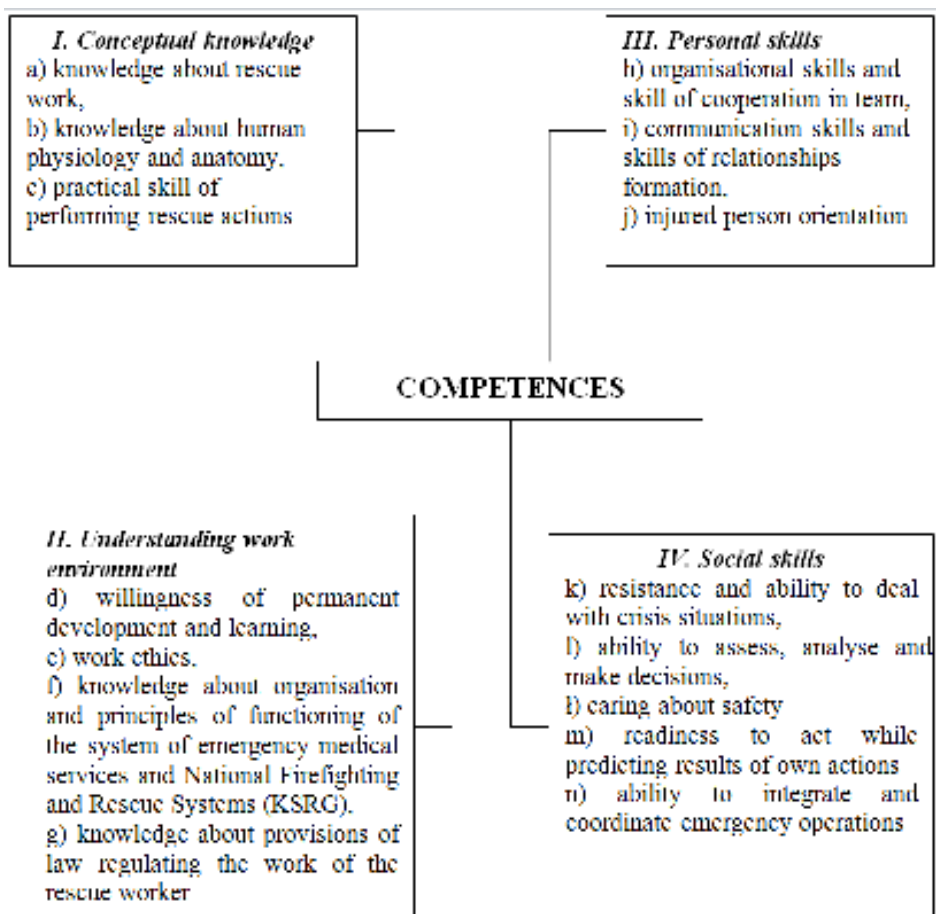 I. Conceptual knowledge
a) knowledge about rescue
work,
b) knowledge about human
physiology and anatomy.
c) practical skill of
performing rescue actions
III. Personal skills
h) organisational skills and
skill of cooperation in team,
i) communication skills and
skills of relationships
formation.
j) injured person orientation
COMPETENCES
II. Understanding work
environment
d) willingness of permanent
development and learning,
e) work ethics.
f) knowledge about organisation
and principles of functioning of
the system of emergency medical
services and National Firefighting
and Rescue Systems (KSRG).
g) knowledge about provisions of
law regulating the work of the
rescue worker
IV. Social skills
k) resistance and ability to deal
with crisis situations,
l) ability to assess, analyse and
make decisions,
ł) caring about safety
m) readiness to act while
predicting results of own actions
n) ability to integrate and
coordinate emergency operations